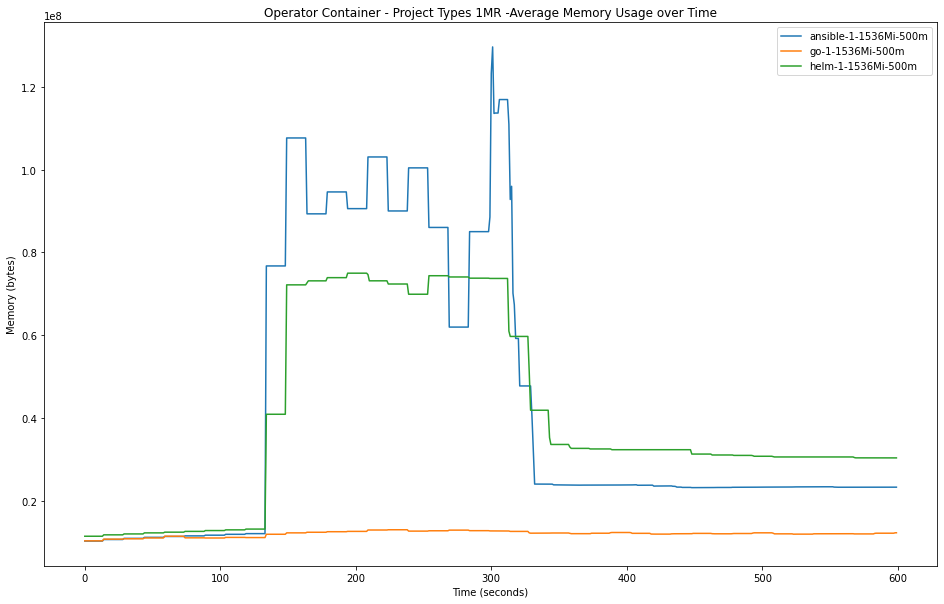 Operator Container - Project Types 1MR -Average Memory Usage over Time
1e8
ansible-1-1536Mi-500m
go-1-1536Mi-500m
helm-1-1536Mi-500m
1.2
1.0
0.8
0.6
0.4
0.2
Memory (bytes)
0 100 200 300 400 500 600
Time (seconds)